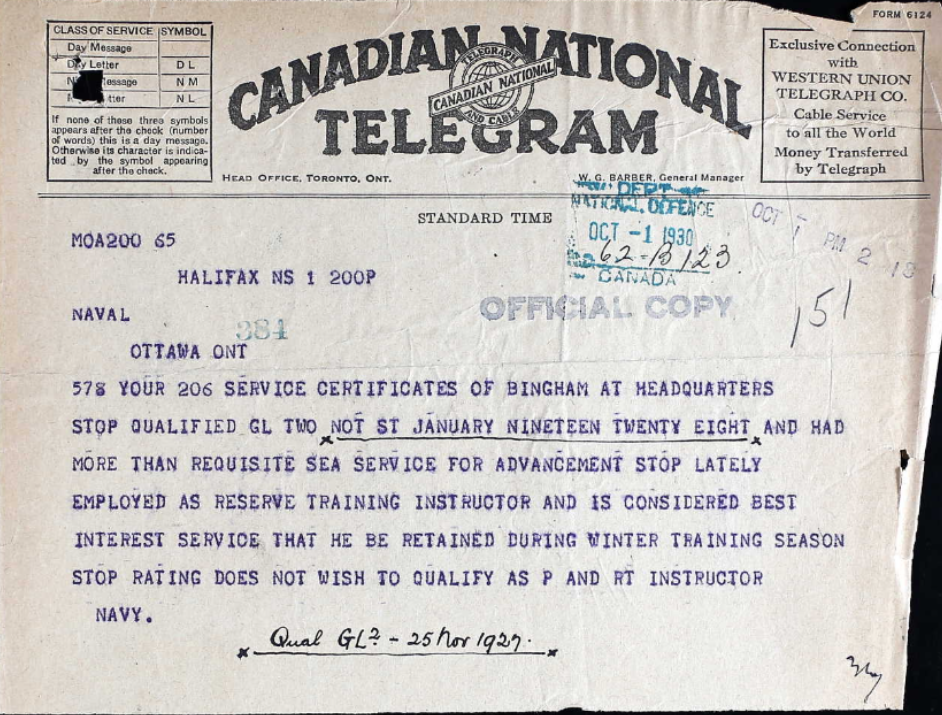 FORM 6124
CLASS OF SERVICE SYMBOL
Day Message
Day Letter D L
Message N M
N L
If none of these three symbols
appears after the check (number
of words) this is a day message.
Otherwise its character is indica-
ted by the symbol appearing
after the check.
CANADIAN NATIONAL
TELEGRAPH
CANADIAN NATIONAL
AND CABLE
TELEGRAM
Exclusive Connection
with
WESTERN UNION
TELEGRAPH CO.
Cable Service
to all the World
Money Transferred
by Telegraph
HEAD OFFICE, TORONTO, ONT.
W. G. BARBER, General Manager
STANDARD TIME
DEPT
NATIONAL DEFENCE
OCT -1 1930
62-B123
CANADA
OCT 1 PM 2
MOA200 65
HALIFAX NS 1 200P
OFFICIAL COPY
151
NAVAL
384
OTTAWA ONT
578 YOUR 206 SERVICE CERTIFICATES OF BINGHAM AT HEADQUARTERS
STOP QUALIFIED GL TWO NOT ST JANUARY NINETEEN TWENTY EIGHT AND HAD
MORE THAN REQUISITE SEA SERVICE FOR ADVANCEMENT STOP LATELY
EMPLOYED AS RESERVE TRAINING INSTRUCTOR AND IS CONSIDERED BEST
INTEREST SERVICE THAT HE BE RETAINED DURING WINTER TRAINING SEASON
STOP RATING DOES NOT WISH TO QUALIFY AS P AND RT INSTRUCTOR
NAVY.
Qual GL2 - 25 Nov 1927.